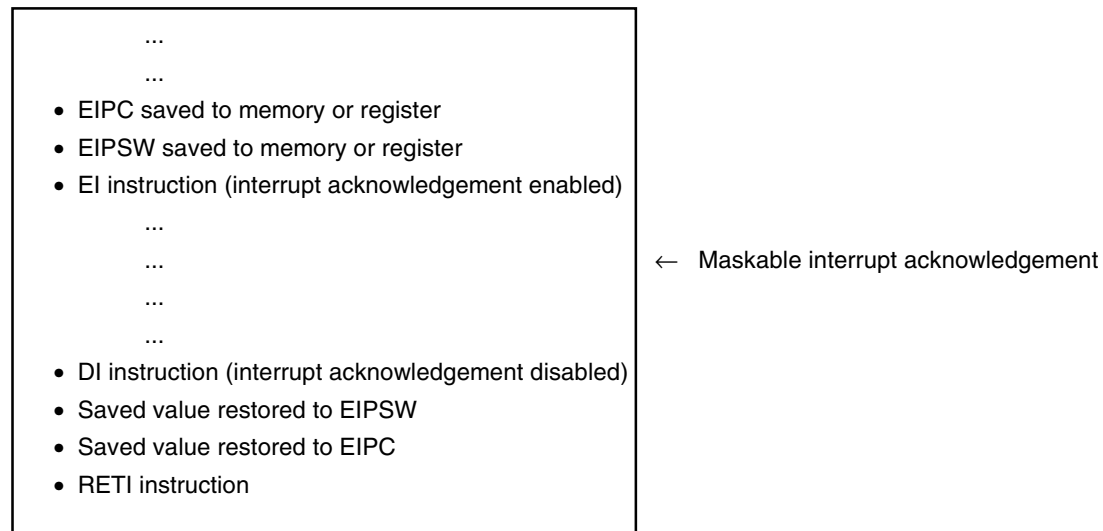 ...
...
• EIPC saved to memory or register
• EIPSW saved to memory or register
• EI instruction (interrupt acknowledgement enabled)
...
...
← Maskable interrupt acknowledgement
...
...
• DI instruction (interrupt acknowledgement disabled)
• Saved value restored to EIPSW
• Saved value restored to EIPC
• RETI instruction